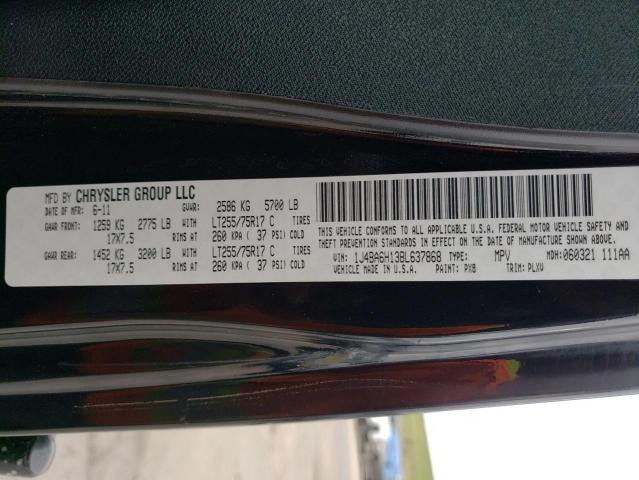 MFD BY CHRYSLER GROUP LLC
DATE OF MFR: 6-11 GVWR: 2586 KG 5700 LB
GAWR FRONT: 1259 KG 2775 LB WITH LT255/75R17 C TIRES
17X7.5 RIMS AT 260 KPA ( 37 PSI) COLD
GAWR REAR: 1452 KG 3200 LB WITH LT255/75R17 C TIRES
17X7.5 RIMS AT 260 KPA ( 37 PSI) COLD
THIS VEHICLE CONFORMS TO ALL APPLICABLE U.S.A. FEDERAL MOTOR VEHICLE SAFETY AND
THEFT PREVENTION STANDARDS IN EFFECT ON THE DATE OF MANUFACTURE SHOWN ABOVE.
VIN: 1J4BA6H13BL637868 TYPE: MPV MDH: 060321 111AA
VEHICLE MADE IN U.S.A. PAINT: PX8 TRIM: PLXV